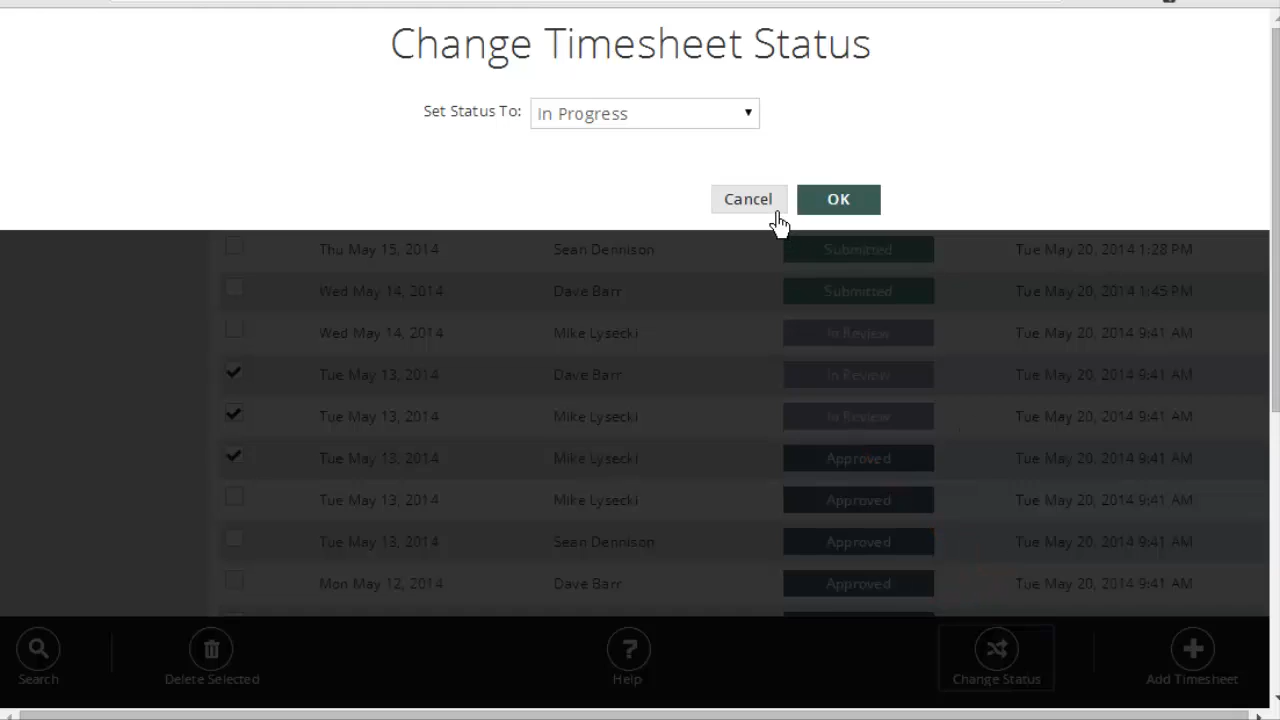 Change Timesheet Status
Set Status To: In Progress
Cancel OK
Thu May 15, 2014 Sean Dennison Submitted Tue May 20, 2014 1:28 PM
Wed May 14, 2014 Dave Barr Submitted Tue May 20, 2014 1:45 PM
Wed May 14, 2014 Mike Lysecki In Review Tue May 20, 2014 9:41 AM
Tue May 13, 2014 Dave Barr In Review Tue May 20, 2014 9:41 AM
Tue May 13, 2014 Mike Lysecki In Review Tue May 20, 2014 9:41 AM
Tue May 13, 2014 Mike Lysecki Approved Tue May 20, 2014 9:41 AM
Tue May 13, 2014 Mike Lysecki Approved Tue May 20, 2014 9:41 AM
Tue May 13, 2014 Sean Dennison Approved Tue May 20, 2014 9:41 AM
Mon May 12, 2014 Dave Barr Approved Tue May 20, 2014 9:41 AM
Search Delete Selected Help Change Status Add Timesheet